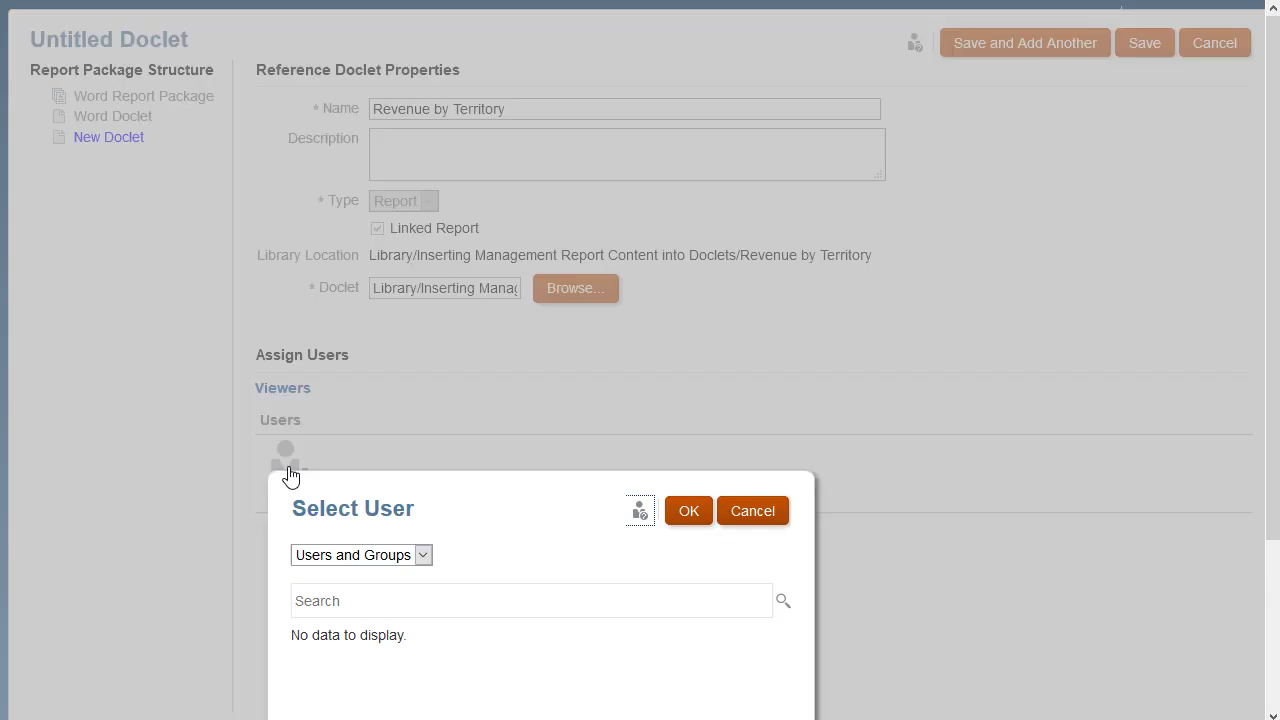 Untitled Doclet
Save and Add Another
Save
Cancel
Report Package Structure
Word Report Package
Word Doclet
New Doclet
Reference Doclet Properties
* Name Revenue by Territory
Description
* Type Report
Linked Report
Library Location Library/Inserting Management Report Content into Doclets/Revenue by Territory
* Doclet Library/Inserting Manag Browse...
Assign Users
Viewers
Users
Select User
OK
Cancel
Users and Groups
Search
No data to display.